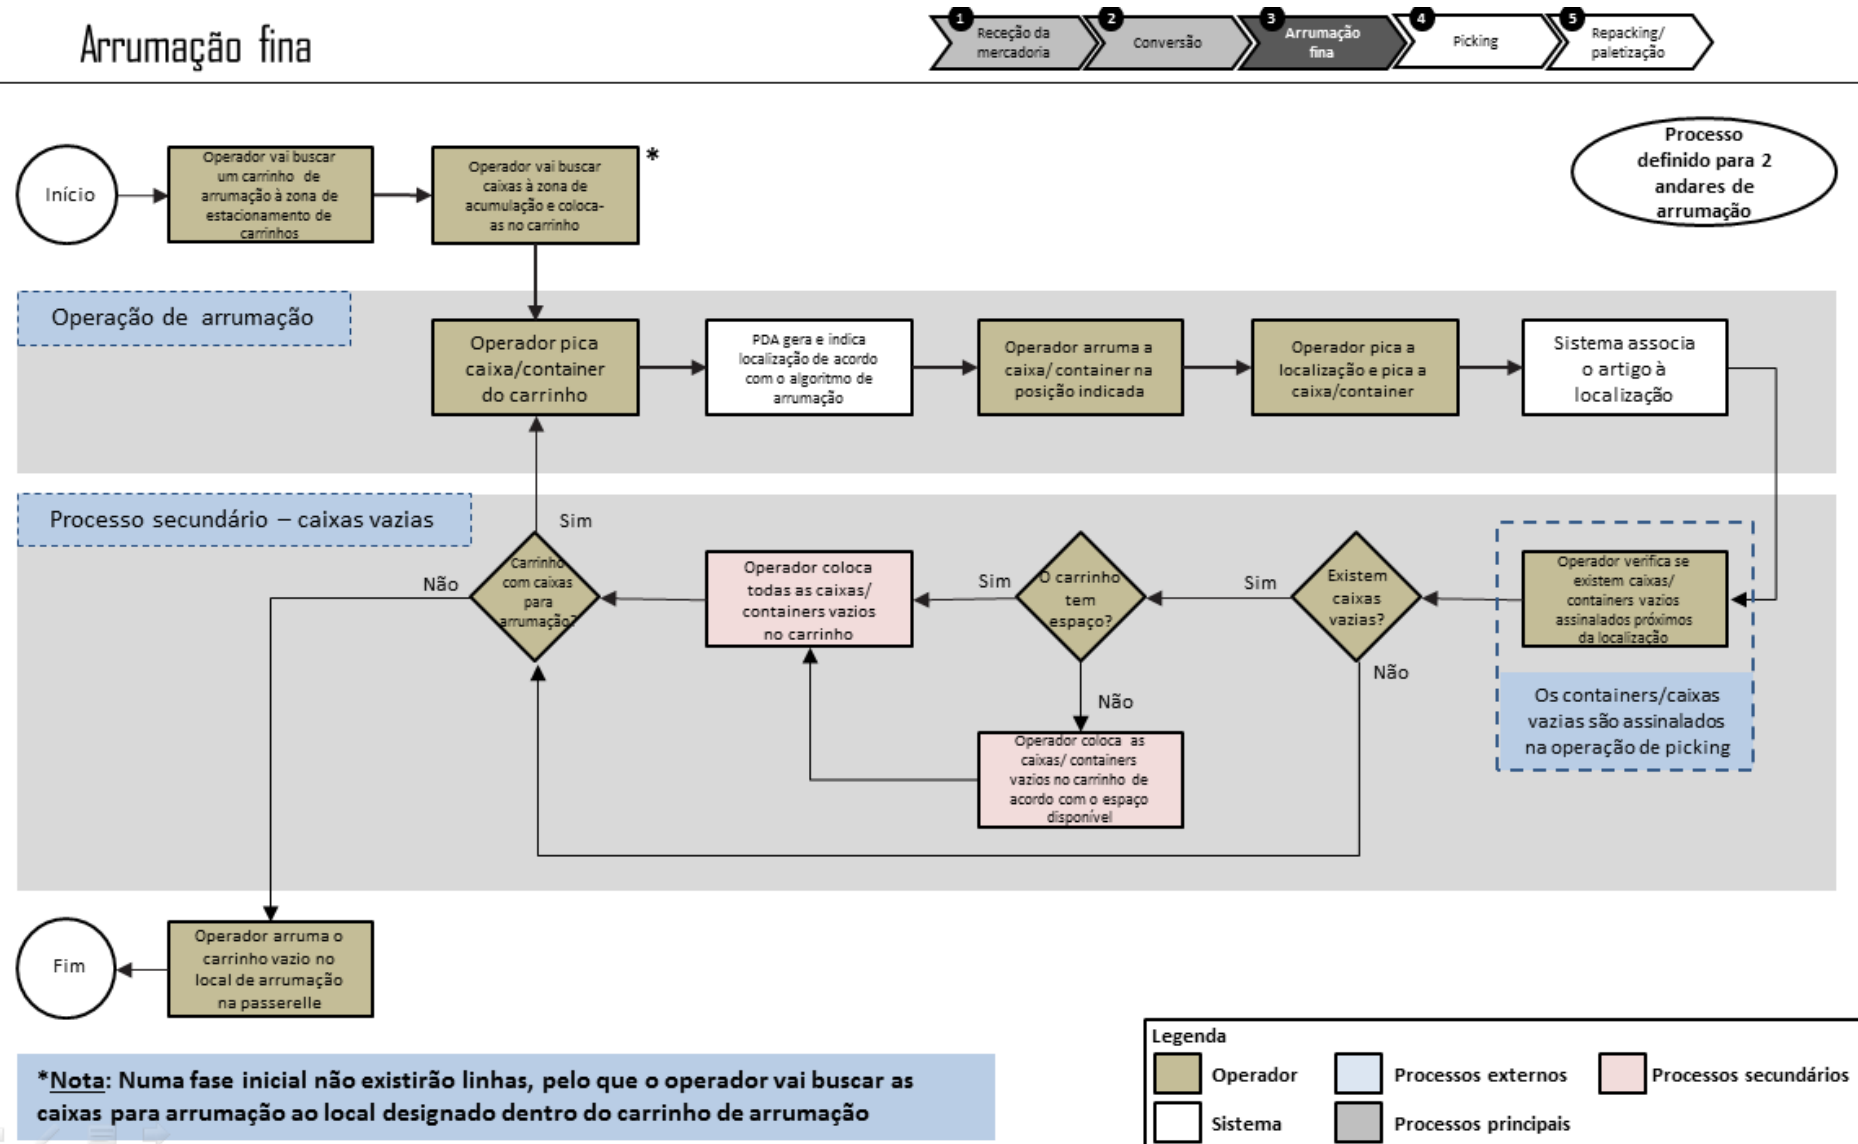 Arrumação fina
1
Receção da
mercadoria
2
Conversão
3
Arrumação
fina
4
Picking
5
Repacking/
paletização
Processo
definido para 2
andares de
arrumação
Início
Operador vai buscar
um carrinho de
arrumação à zona de
estacionamento de
carrinhos
Operador vai buscar
caixas à zona de
acumulação e coloca-
as no carrinho
*
Operação de arrumação
Operador pica
caixa/container
do carrinho
PDA gera e indica
localização de acordo
com o algoritmo de
arrumação
Operador arruma a
caixa/ container na
posição indicada
Operador pica a
localização e pica a
caixa/container
Sistema associa
o artigo à
localização
Processo secundário – caixas vazias
Sim
Não
Carrinho
com caixas
para
arrumação?
Operador coloca
todas as caixas/
containers vazios
no carrinho
Sim
O carrinho
tem
espaço?
Não
Sim
Existem
caixas
vazias?
Não
Operador verifica se
existem caixas/
containers vazios
assinalados próximos
da localização
Os containers/caixas
vazias são assinalados
na operação de picking
Operador coloca as
caixas/ containers
vazios no carrinho de
acordo com o espaço
disponível
Fim
Operador arruma o
carrinho vazio no
local de arrumação
na passerelle
*Nota: Numa fase inicial não existirão linhas, pelo que o operador vai buscar as
caixas para arrumação ao local designado dentro do carrinho de arrumação
Legenda
Operador
Processos externos
Processos secundários
Sistema
Processos principais